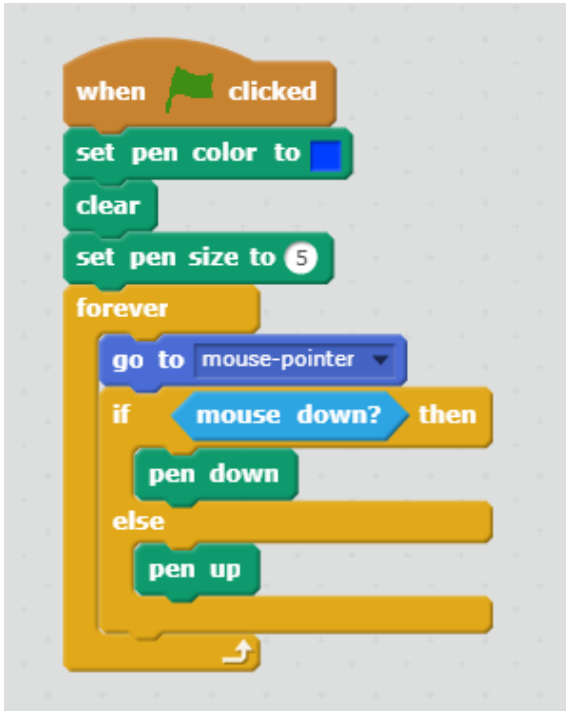 when clicked
set pen color to
clear
set pen size to 5
forever
go to mouse-pointer
if mouse down? then
pen down
else
pen up